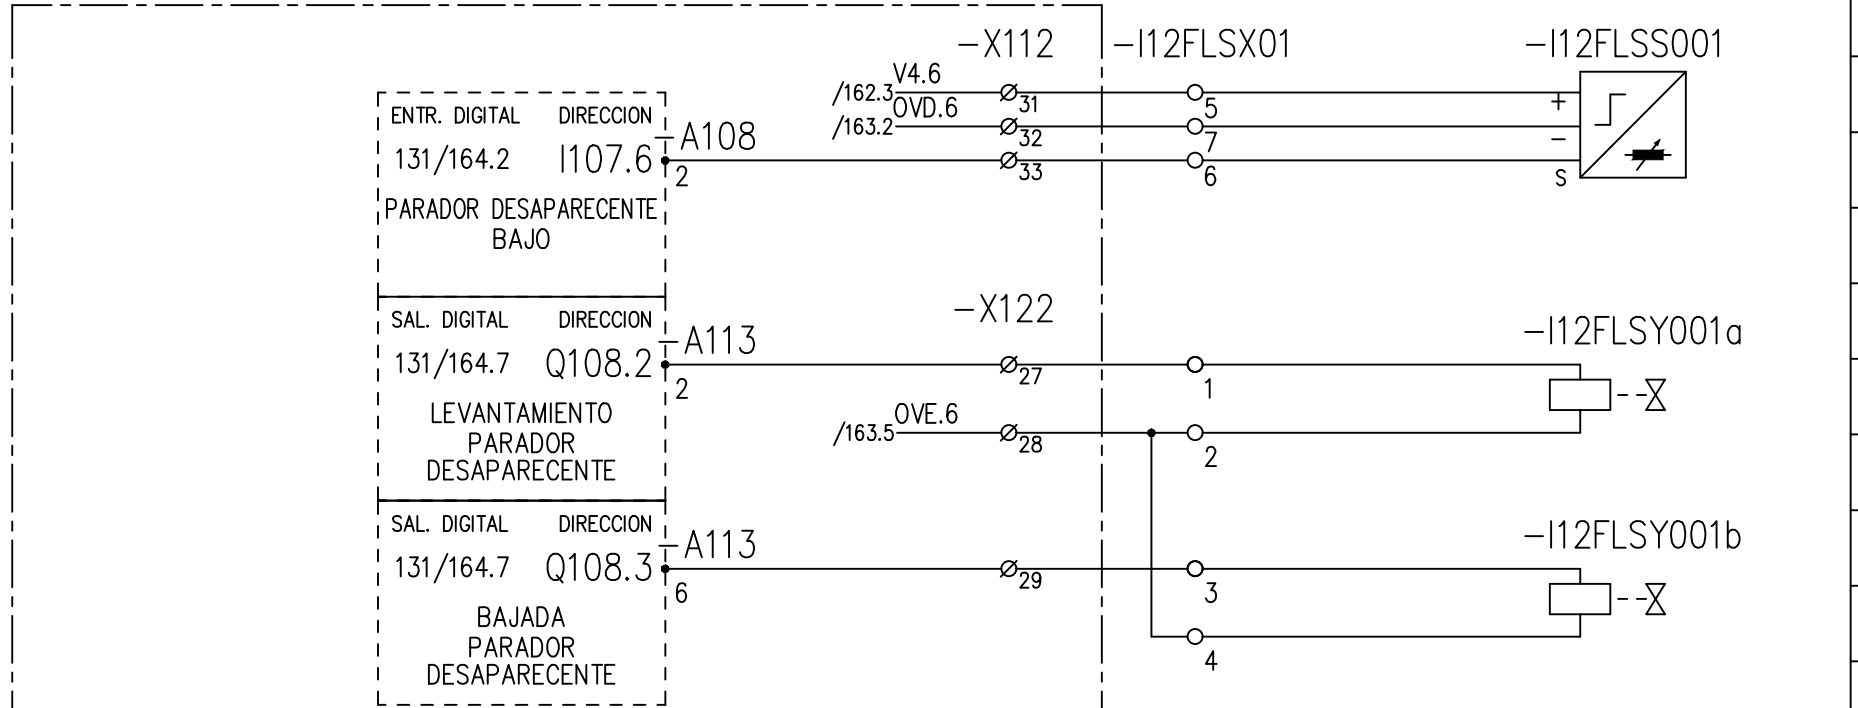 -X112
-I12FLSX01
-I12FLSS001
V4.6
/162.3
31
5
+
ENTR. DIGITAL DIRECCION
0VD.6
/163.2
32
7
-
-A108
131/164.2 I107.6
2
33
6
S
PARADOR DESAPARECENTE
BAJO
-X122
SAL. DIGITAL DIRECCION
-I12FLSY001a
-A113
131/164.7 Q108.2
2
27
1
LEVANTAMIENTO
PARADOR
DESAPARECENTE
0VE.6
/163.5
28
2
SAL. DIGITAL DIRECCION
-I12FLSY001b
-A113
131/164.7 Q108.3
6
29
3
BAJADA
PARADOR
DESAPARECENTE
4